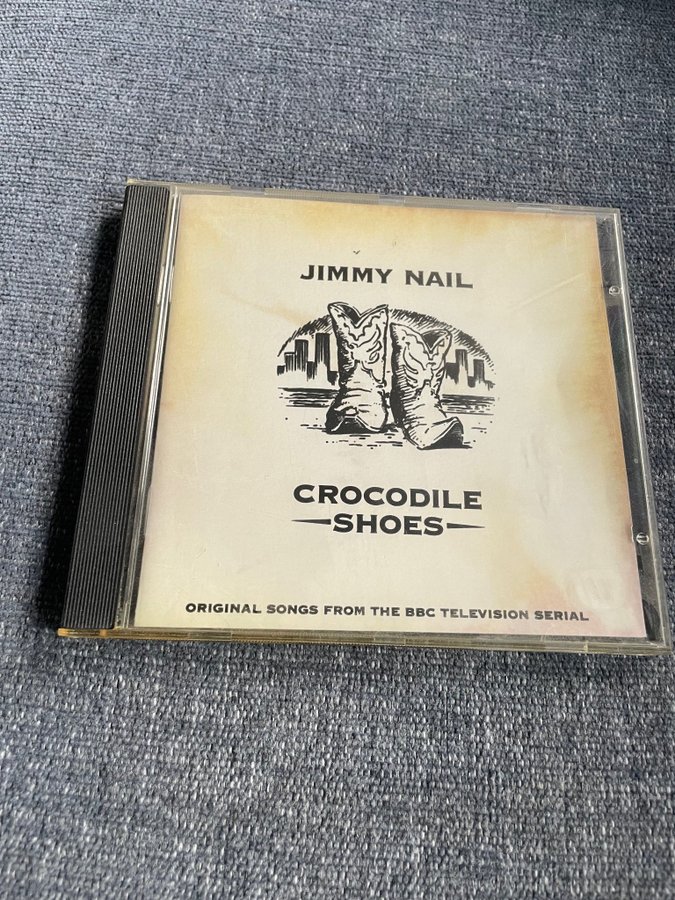 JIMMY NAIL
CROCODILE
SHOES
ORIGINAL SONGS FROM THE BBC TELEVISION SERIAL